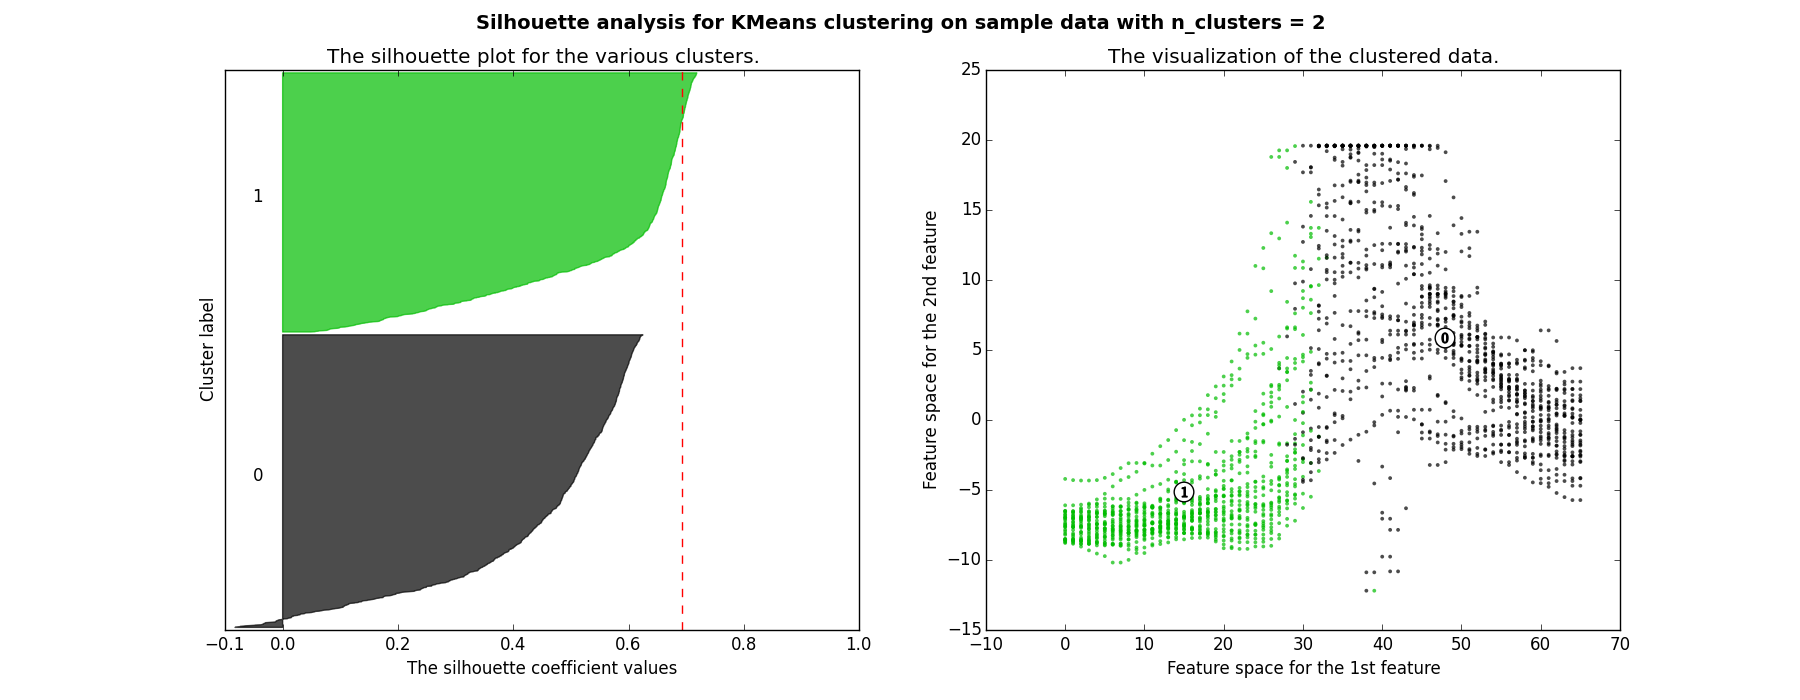 Silhouette analysis for KMeans clustering on sample data with n_clusters = 2
The silhouette plot for the various clusters.
1
0
Cluster label
−0.1 0.0 0.2 0.4 0.6 0.8 1.0
The silhouette coefficient values
The visualization of the clustered data.
25
20
15
10
5
0
−5
−10
−15
Feature space for the 2nd feature
0
1
−10 0 10 20 30 40 50 60 70
Feature space for the 1st feature